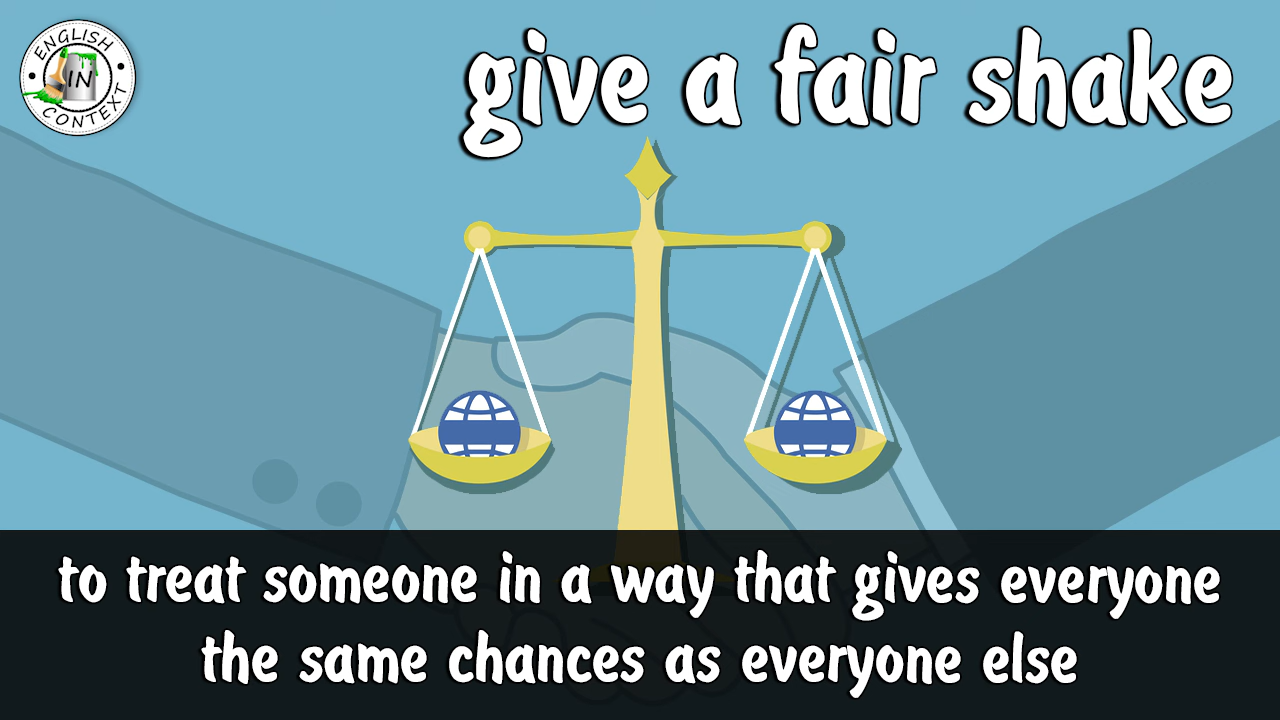 ENGLISH
IN
CONTEXT
give a fair shake
to treat someone in a way that gives everyone
the same chances as everyone else